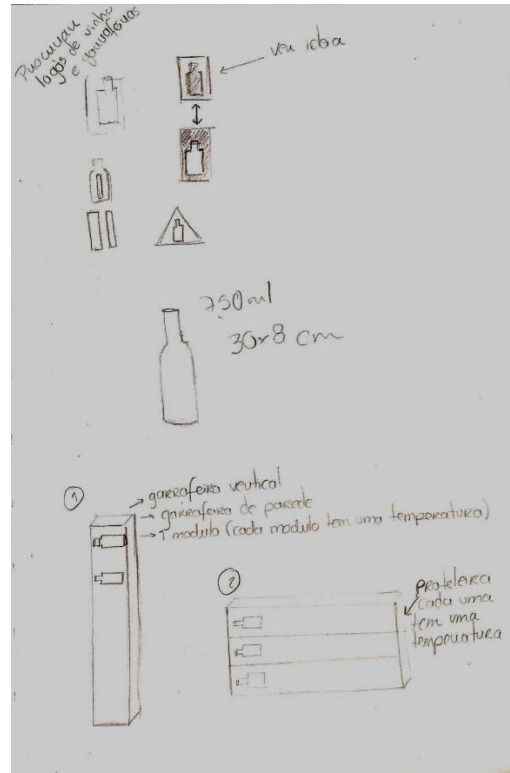 Procurar
logos de vinho
e garrafeiras
ver ideia
750ml
30x8 cm
1
garrafeira vertical
garrafeira de parede
1 modulo (cada modulo tem uma temperatura)
2
prateleira
cada uma
tem uma
temperatura